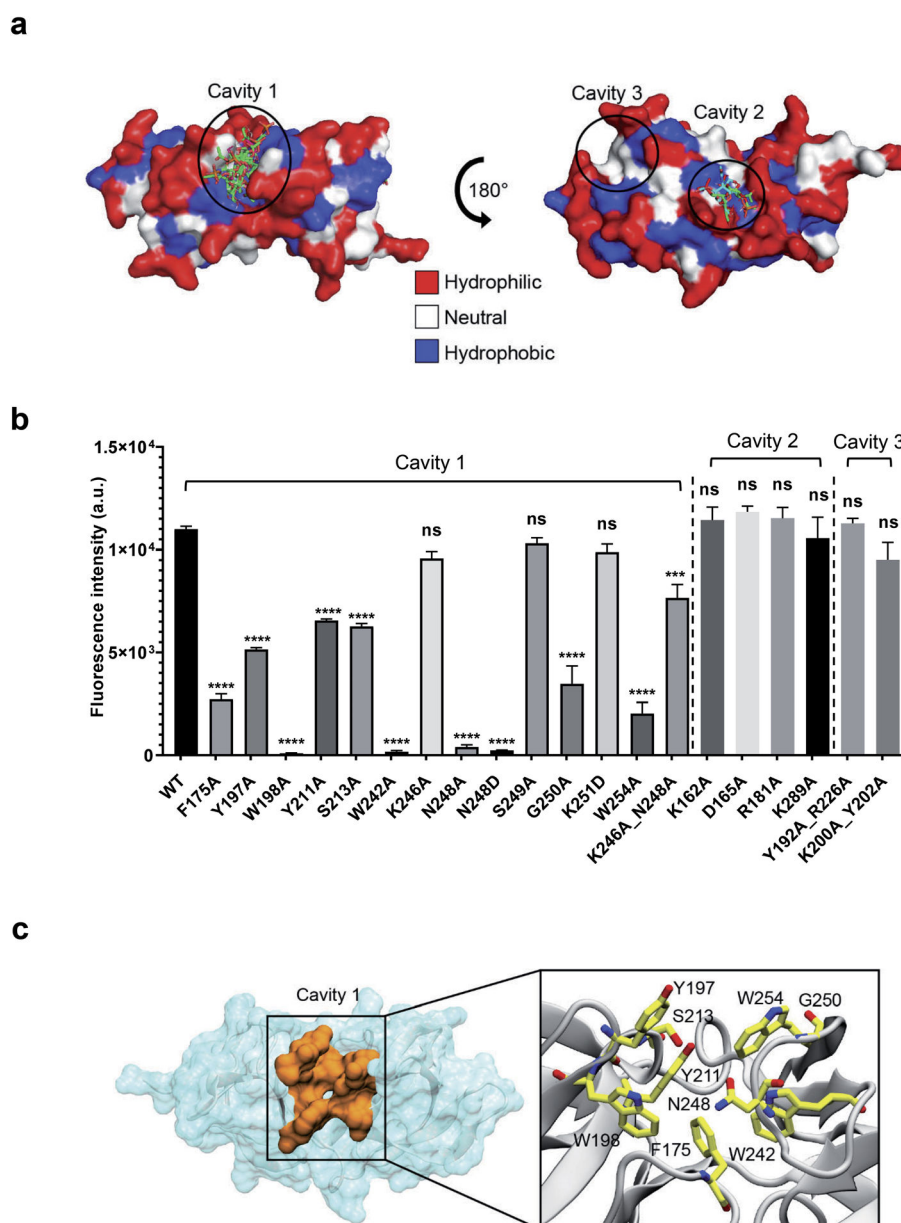 a
Cavity 1
Cavity 3
Cavity 2
180°
Hydrophilic
Neutral
Hydrophobic
b
Fluorescence intensity (a.u.)
1.5×10⁴
1×10⁴
5×10³
0
Cavity 1
Cavity 2
Cavity 3
****
****
****
****
****
****
ns
****
****
ns
****
ns
****
***
ns
ns
ns
ns
ns
ns
WT
F175A
Y197A
W198A
Y211A
S213A
W242A
K246A
N248A
N248D
S249A
G250A
K251D
W254A
K246A_N248A
K162A
D165A
R181A
K289A
Y192A_R226A
K200A_Y202A
c
Cavity 1
Y197
W254
G250
S213
Y211
N248
W198
F175
W242